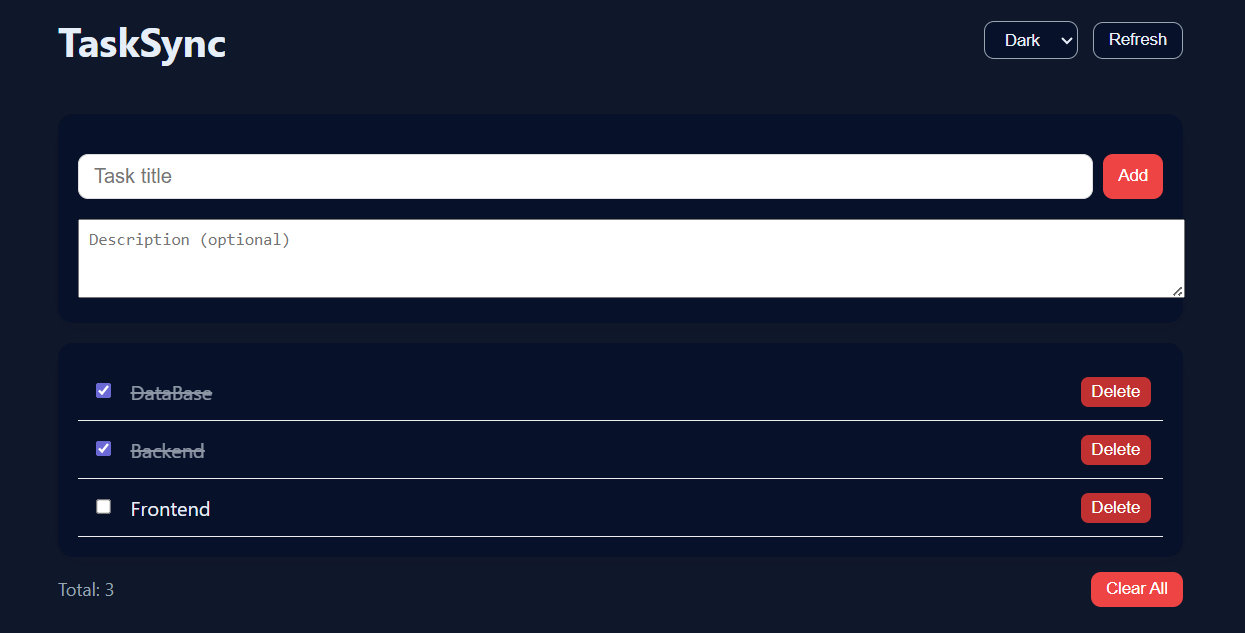 TaskSync
Dark
Refresh
Task title
Add
Description (optional)
DataBase
Delete
Backend
Delete
Frontend
Delete
Total: 3
Clear All